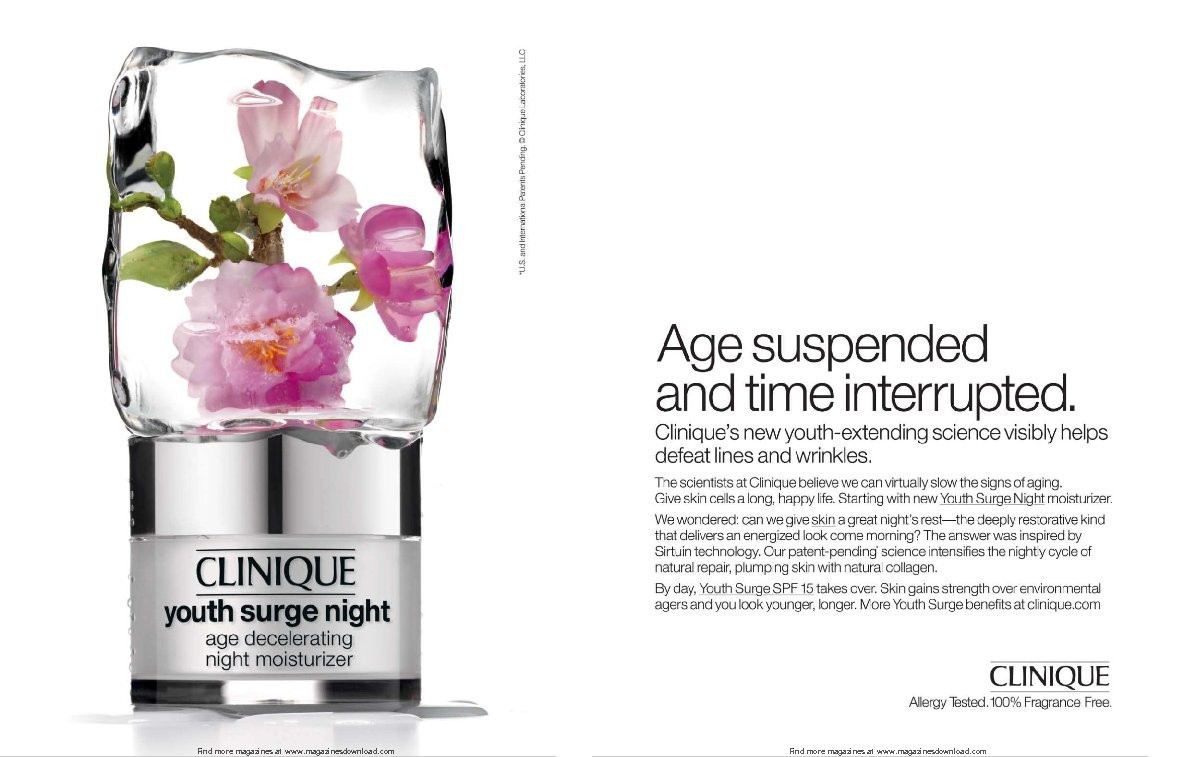 *U.S. and International Patents Pending. © Clinique Laboratories, LLC
CLINIQUE
youth surge night
age decelerating
night moisturizer
Age suspended
and time interrupted.
Clinique's new youth-extending science visibly helps
defeat lines and wrinkles.
The scientists at Clinique believe we can virtually slow the signs of aging.
Give skin cells a long, happy life. Starting with new Youth Surge Night moisturizer.
We wondered: can we give skin a great night's rest—the deeply restorative kind
that delivers an energized look come morning? The answer was inspired by
Sirtuin technology. Our patent-pending* science intensifies the nightly cycle of
natural repair, plumping skin with natural collagen.
By day, Youth Surge SPF 15 takes over. Skin gains strength over environmental
agers and you look younger, longer. More Youth Surge benefits at clinique.com
CLINIQUE
Allergy Tested. 100% Fragrance Free.
Find more magazines at www.magazinesdownload.com
Find more magazines at www.magazinesdownload.com